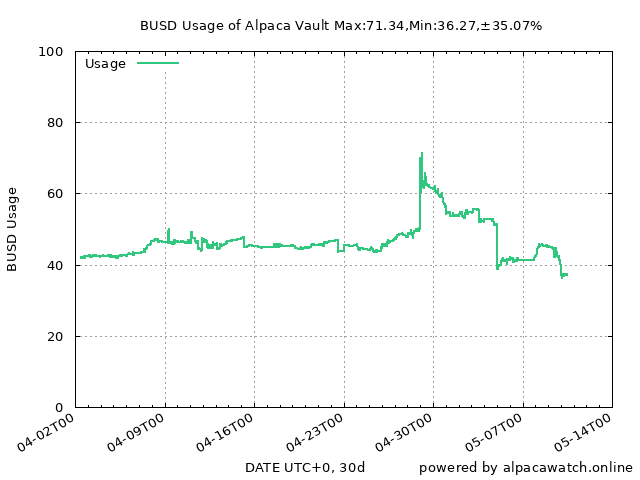 BUSD Usage of Alpaca Vault Max:71.34,Min:36.27,±35.07%
Usage
BUSD Usage
100
80
60
40
20
0
04-02T00 04-09T00 04-16T00 04-23T00 04-30T00 05-07T00 05-14T00
DATE UTC+0, 30d powered by alpacawatch.online